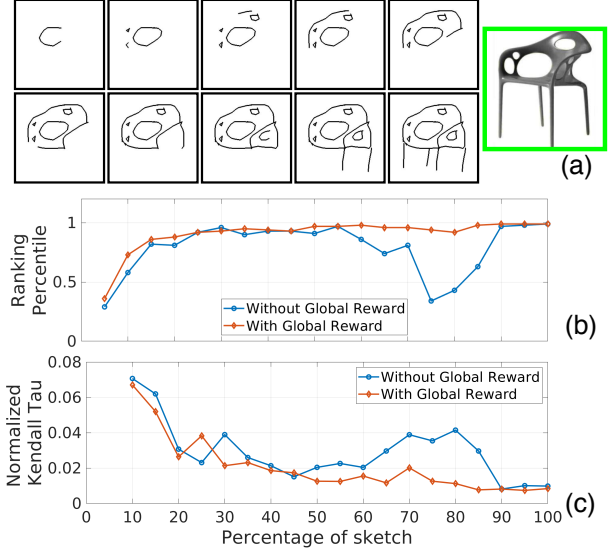 (a)
1
0.5
0
Ranking
Percentile
Without Global Reward
With Global Reward
(b)
0.08
0.06
0.04
0.02
0
Normalized
Kendall Tau
Without Global Reward
With Global Reward
(c)
0 10 20 30 40 50 60 70 80 90 100
Percentage of sketch